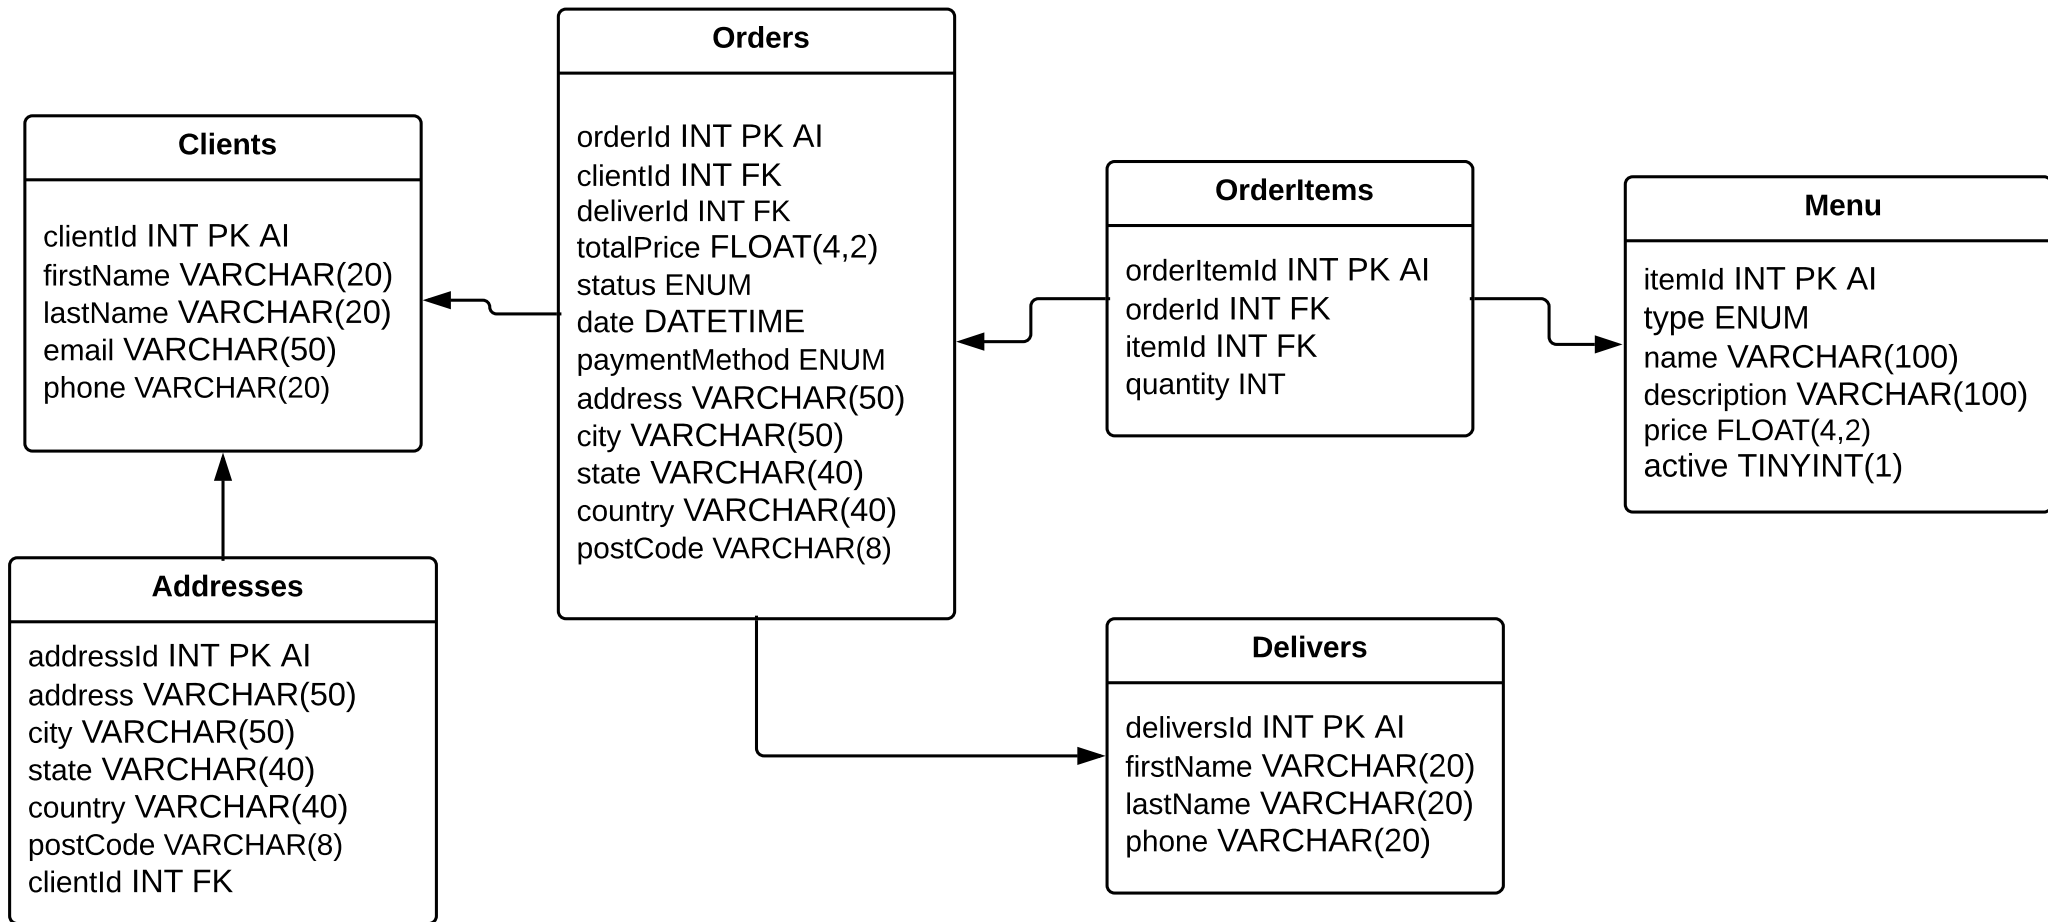 Clients
clientId INT PK AI
firstName VARCHAR(20)
lastName VARCHAR(20)
email VARCHAR(50)
phone VARCHAR(20)
Addresses
addressId INT PK AI
address VARCHAR(50)
city VARCHAR(50)
state VARCHAR(40)
country VARCHAR(40)
postCode VARCHAR(8)
clientId INT FK
Orders
orderId INT PK AI
clientId INT FK
deliverId INT FK
totalPrice FLOAT(4,2)
status ENUM
date DATETIME
paymentMethod ENUM
address VARCHAR(50)
city VARCHAR(50)
state VARCHAR(40)
country VARCHAR(40)
postCode VARCHAR(8)
OrderItems
orderItemId INT PK AI
orderId INT FK
itemId INT FK
quantity INT
Delivers
deliversId INT PK AI
firstName VARCHAR(20)
lastName VARCHAR(20)
phone VARCHAR(20)
Menu
itemId INT PK AI
type ENUM
name VARCHAR(100)
description VARCHAR(100)
price FLOAT(4,2)
active TINYINT(1)